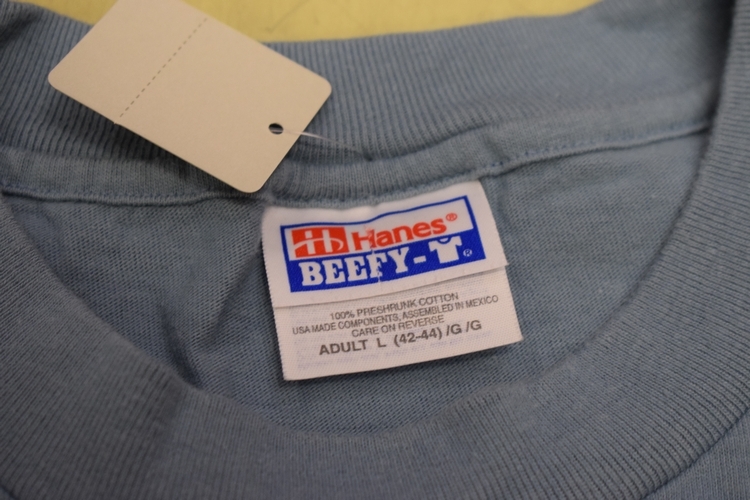 Hanes®
BEEFY-T®
100% PRESHRUNK COTTON
USA MADE COMPONENTS, ASSEMBLED IN MEXICO
CARE ON REVERSE
ADULT L (42-44) /G /G